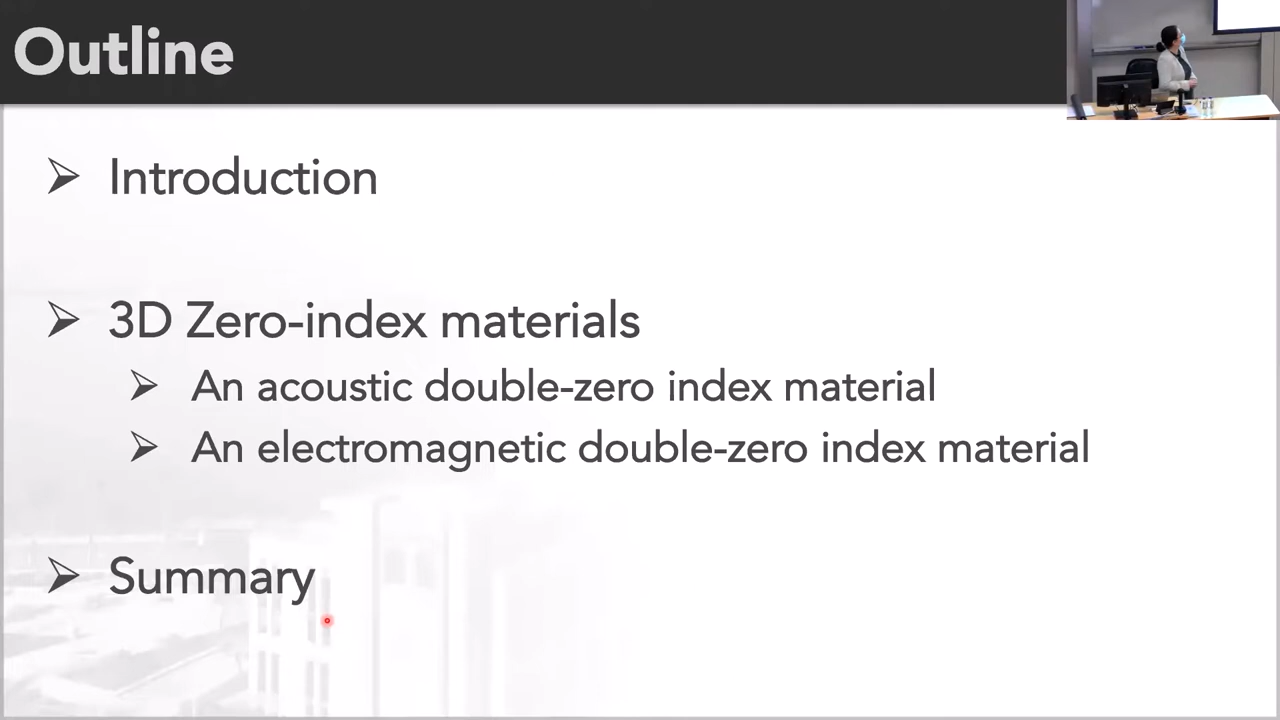 Outline
Introduction
3D Zero-index materials
An acoustic double-zero index material
An electromagnetic double-zero index material
Summary